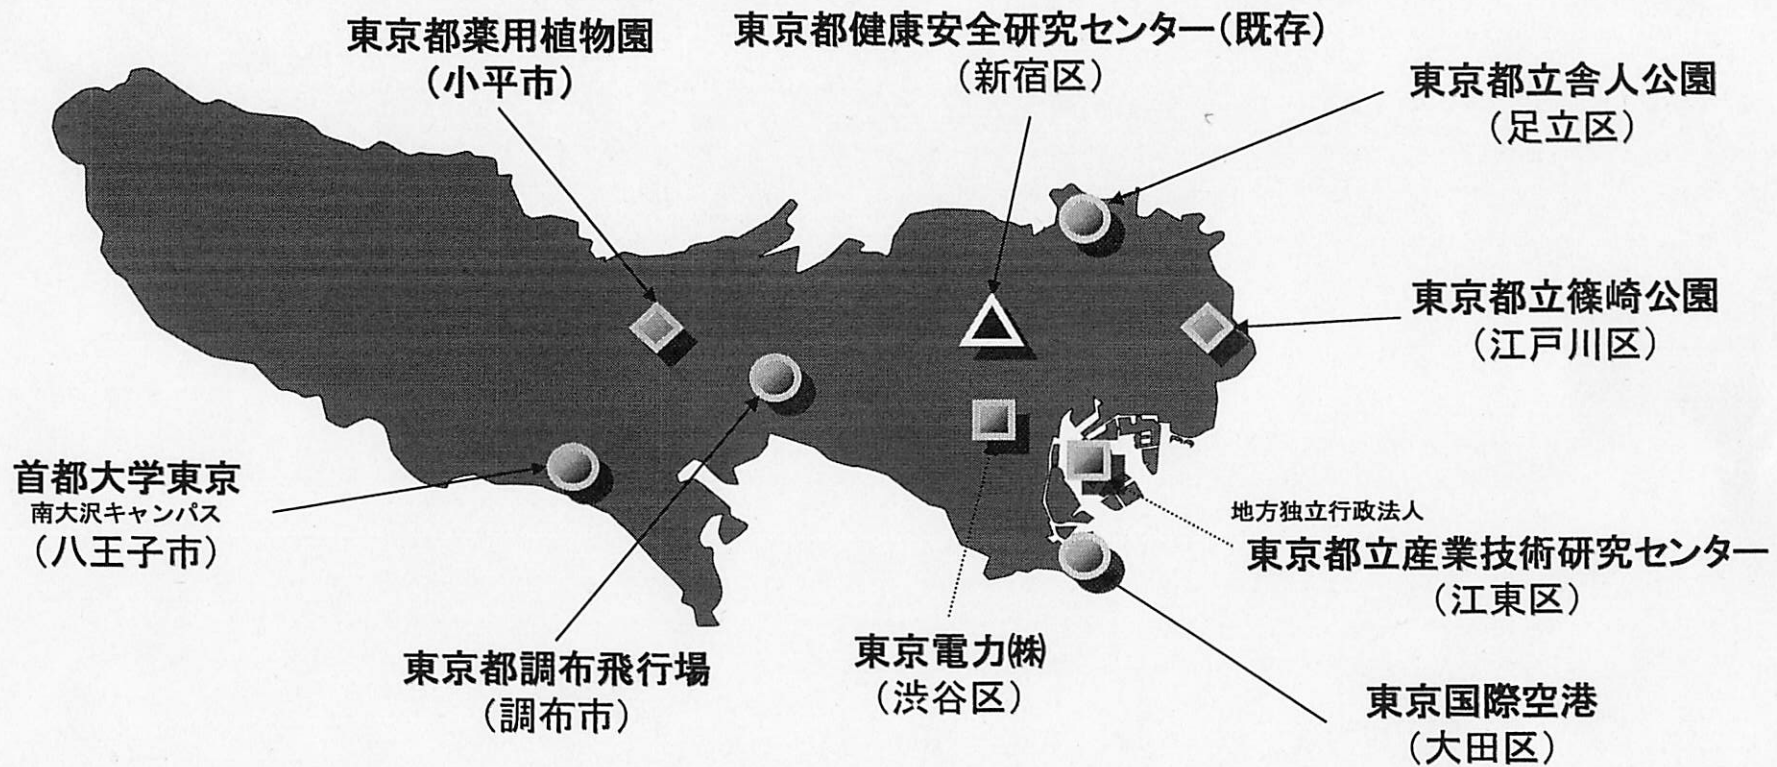 東京都薬用植物園
(小平市)
東京都健康安全研究センター(既存)
(新宿区)
東京都立舎人公園
(足立区)
東京都立篠崎公園
(江戸川区)
首都大学東京
南大沢キャンパス
(八王子市)
地方独立行政法人
東京都立産業技術研究センター
(江東区)
東京都調布飛行場
(調布市)
東京電力㈱
(渋谷区)
東京国際空港
(大田区)